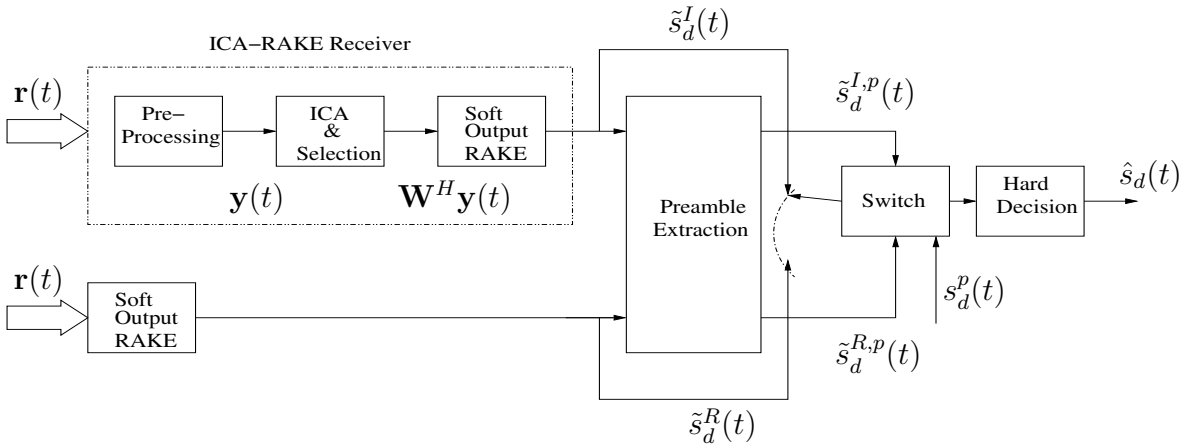 s̃_d^I(t)
ICA−RAKE Receiver
r(t)
s̃_d^{I,p}(t)
Pre−
Processing
ICA
&
Selection
Soft
Output
RAKE
y(t)
W^H y(t)
Preamble
Extraction
Switch
Hard
Decision
ŝ_d(t)
r(t)
Soft
Output
RAKE
s_d^p(t)
s̃_d^{R,p}(t)
s̃_d^R(t)